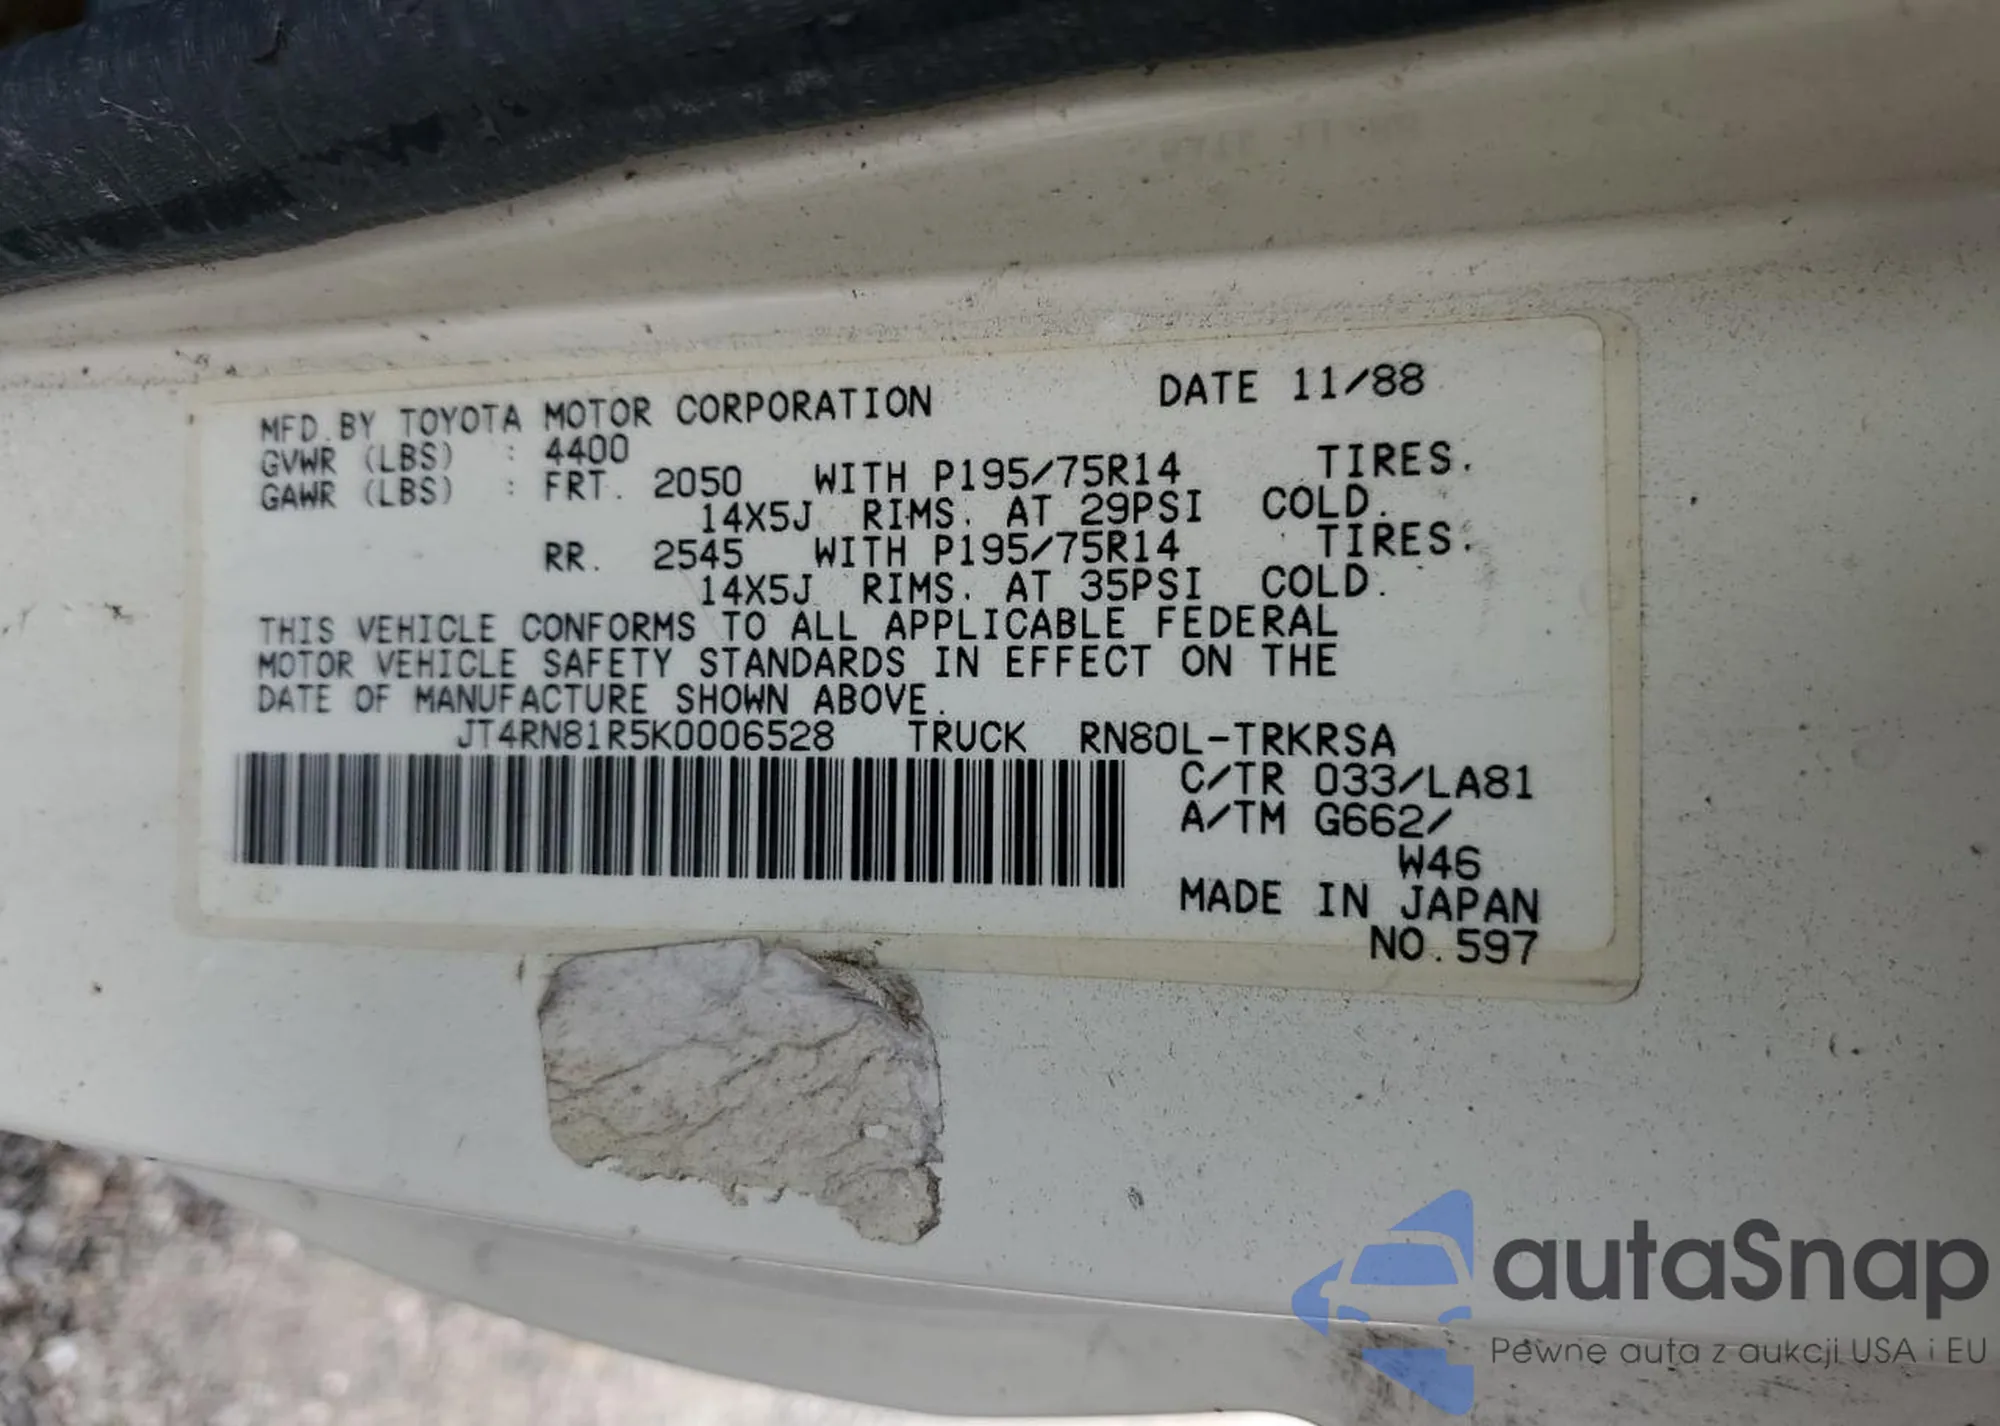 MFD.BY TOYOTA MOTOR CORPORATION DATE 11/88
GVWR (LBS) : 4400
GAWR (LBS) : FRT. 2050 WITH P195/75R14 TIRES.
14X5J RIMS. AT 29PSI COLD.
RR. 2545 WITH P195/75R14 TIRES.
14X5J RIMS. AT 35PSI COLD.
THIS VEHICLE CONFORMS TO ALL APPLICABLE FEDERAL
MOTOR VEHICLE SAFETY STANDARDS IN EFFECT ON THE
DATE OF MANUFACTURE SHOWN ABOVE.
JT4RN81R5K0006528 TRUCK RN80L-TRKRSA
C/TR 033/LA81
A/TM G662/
W46
MADE IN JAPAN
NO.597
autaSnap
Pewne auta z aukcji USA i EU